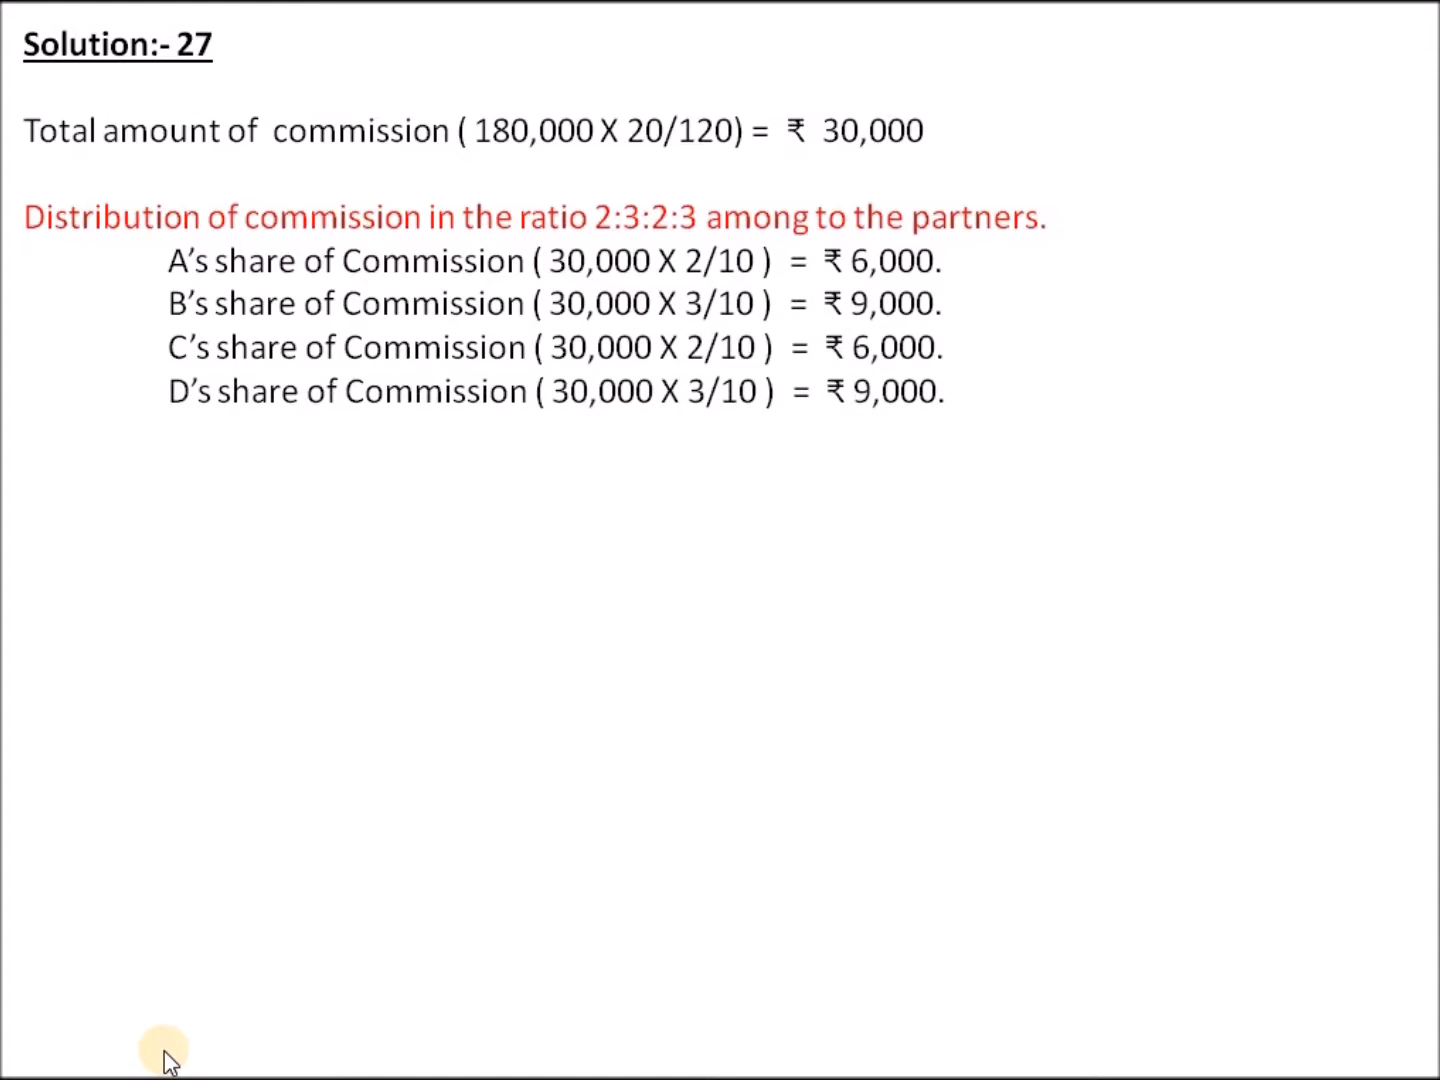 Solution:- 27
Total amount of commission ( 180,000 X 20/120) = ₹ 30,000
Distribution of commission in the ratio 2:3:2:3 among to the partners.
A’s share of Commission ( 30,000 X 2/10 ) = ₹ 6,000.
B’s share of Commission ( 30,000 X 3/10 ) = ₹ 9,000.
C’s share of Commission ( 30,000 X 2/10 ) = ₹ 6,000.
D’s share of Commission ( 30,000 X 3/10 ) = ₹ 9,000.